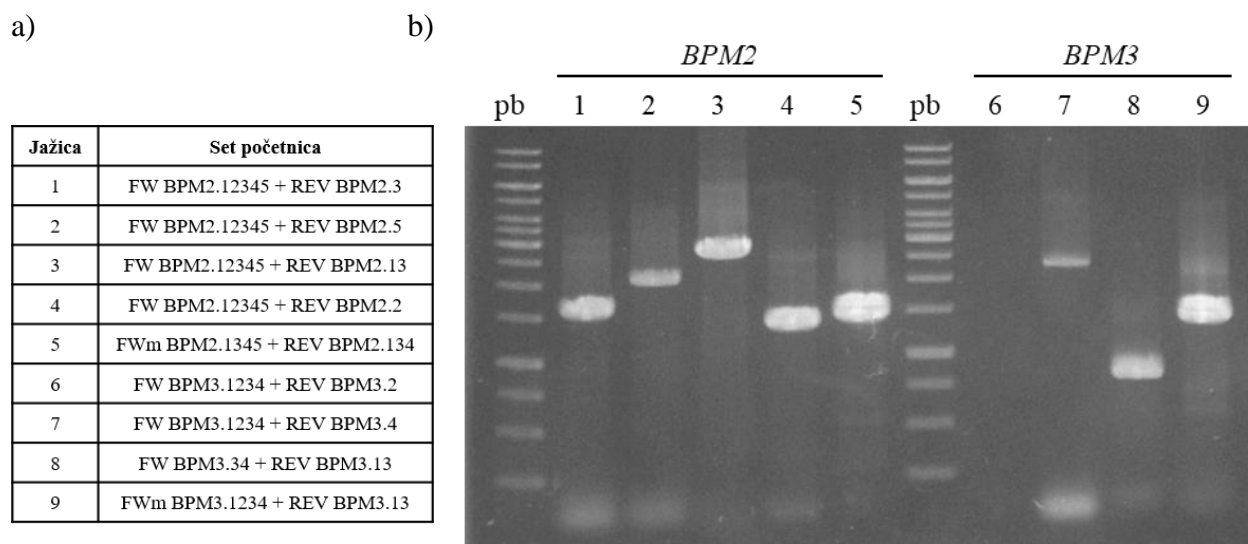 a)
b)
BPM2 BPM3
pb 1 2 3 4 5 pb 6 7 8 9
Jažica Set početnica
1 FW BPM2.12345 + REV BPM2.3
2 FW BPM2.12345 + REV BPM2.5
3 FW BPM2.12345 + REV BPM2.13
4 FW BPM2.12345 + REV BPM2.2
5 FWm BPM2.1345 + REV BPM2.134
6 FW BPM3.1234 + REV BPM3.2
7 FW BPM3.1234 + REV BPM3.4
8 FW BPM3.34 + REV BPM3.13
9 FWm BPM3.1234 + REV BPM3.13